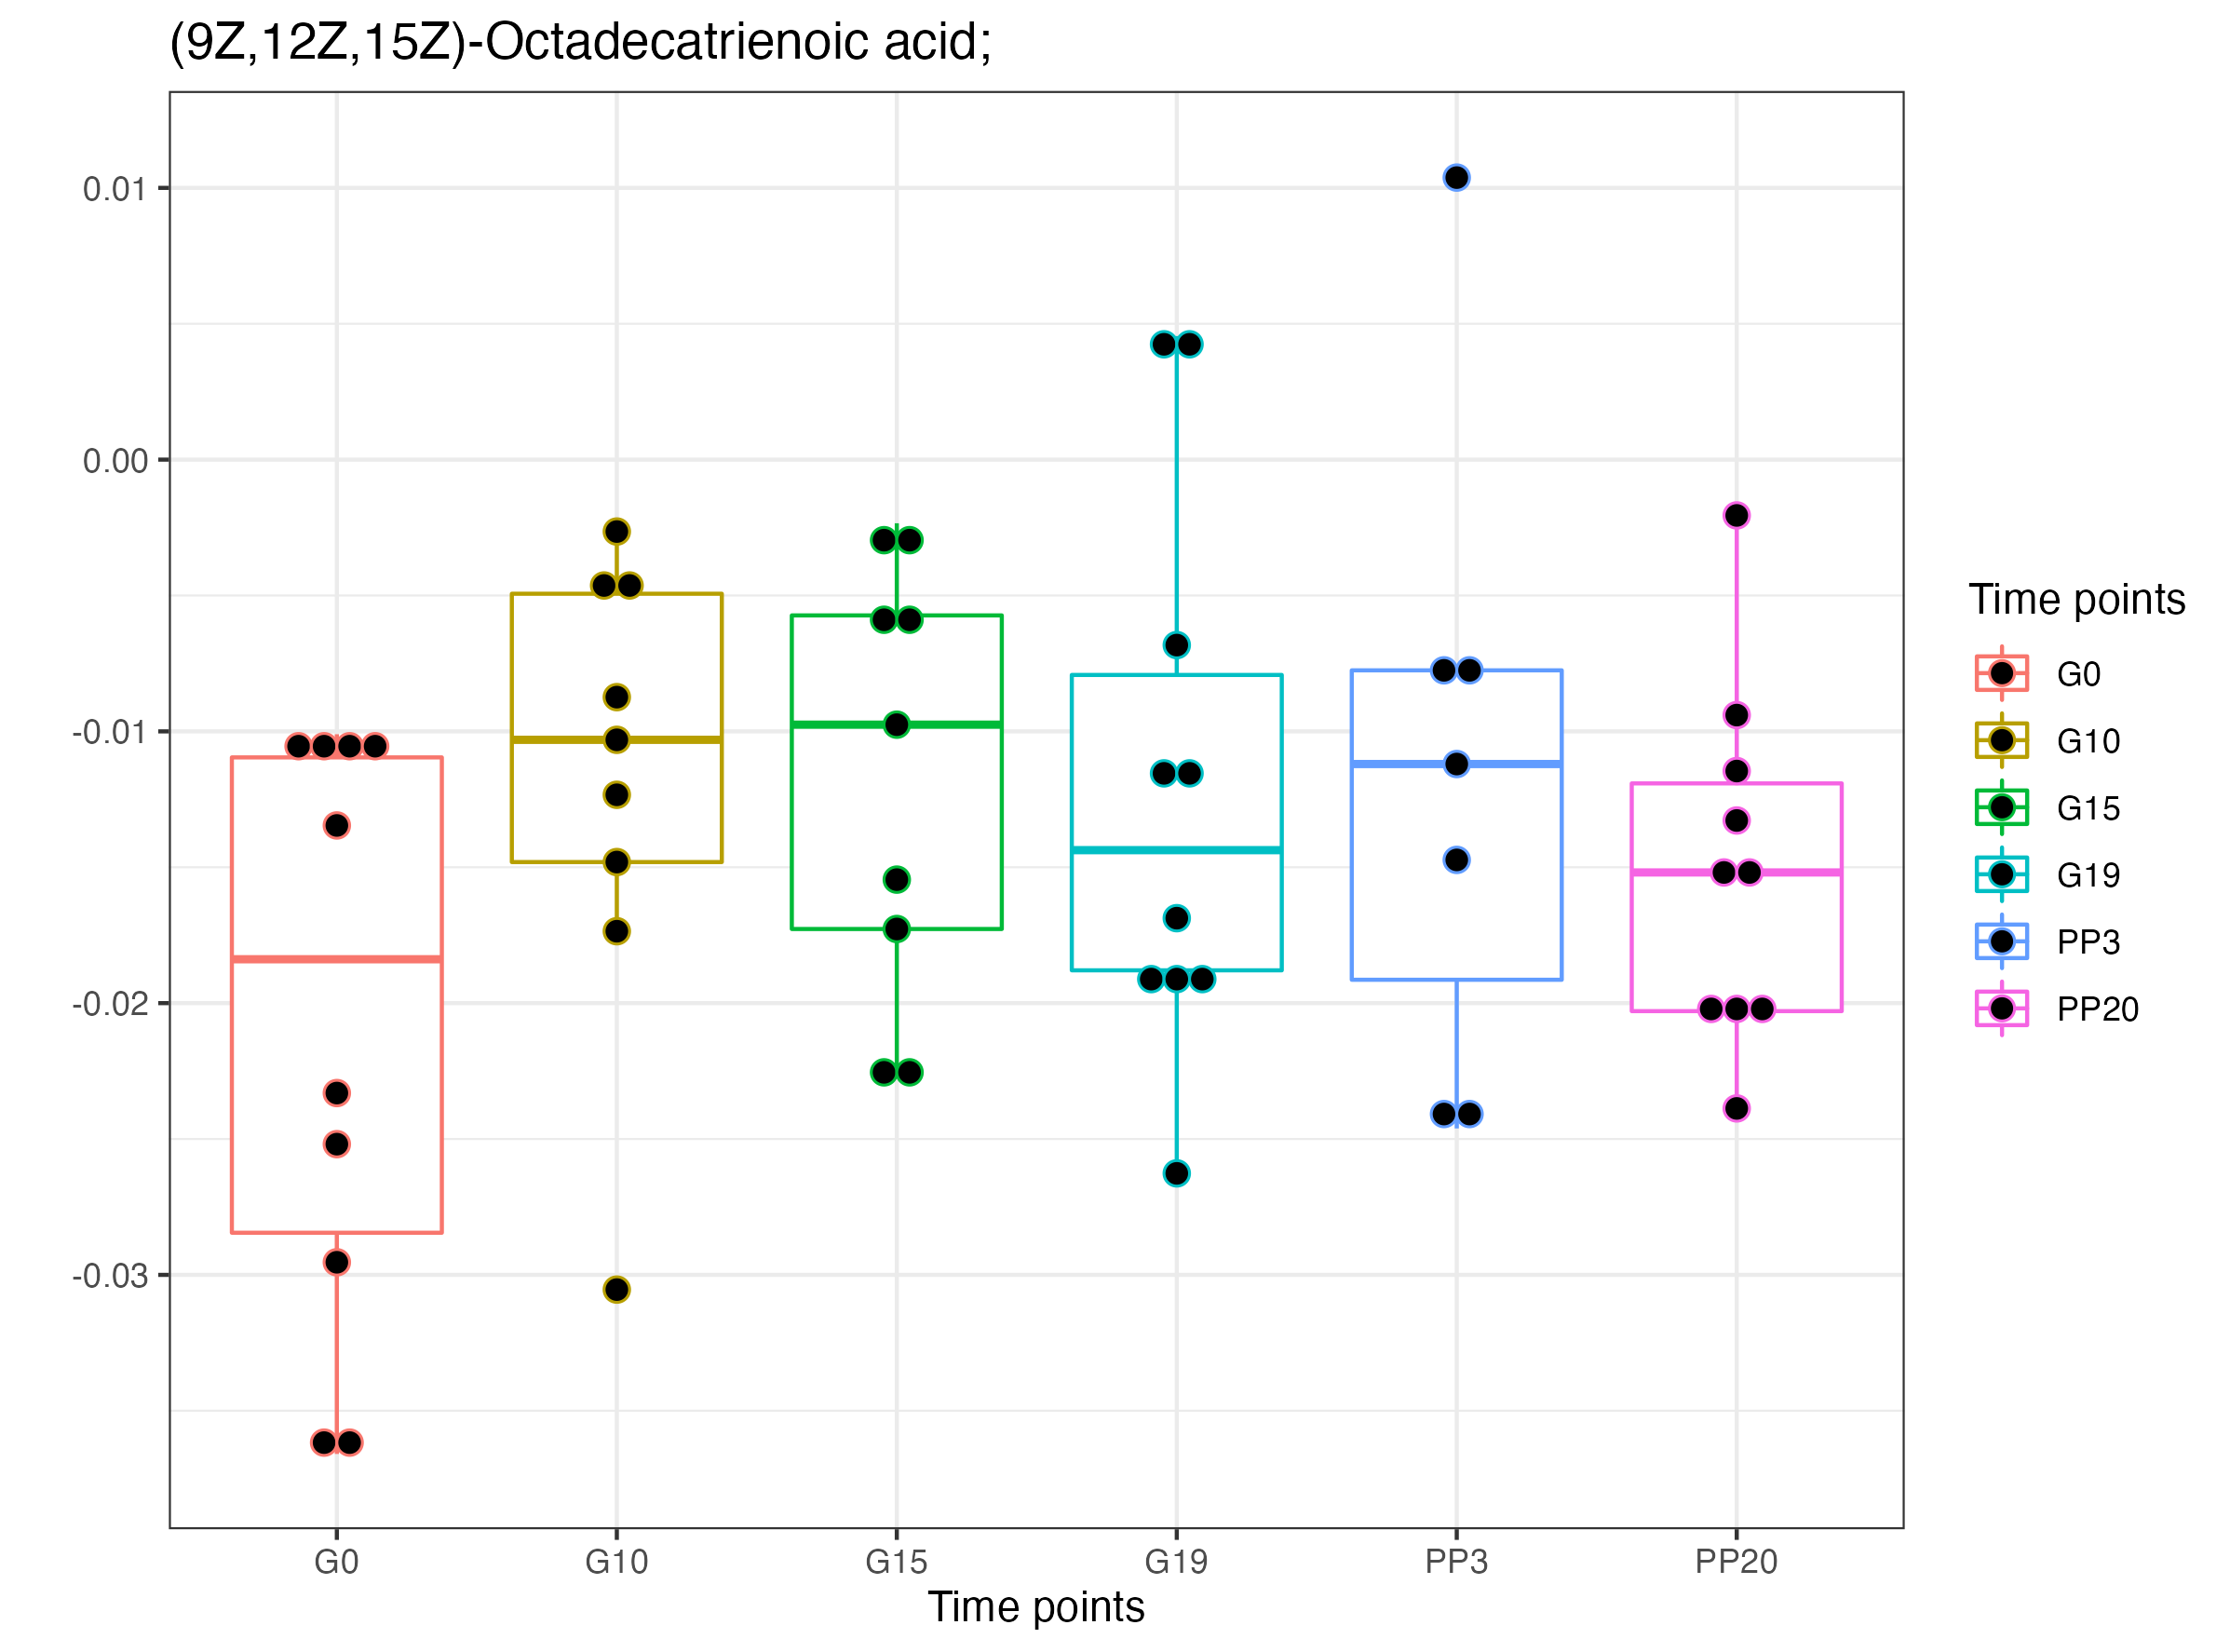 (9Z,12Z,15Z)-Octadecatrienoic acid;
0.01
0.00
-0.01
-0.02
-0.03
G0 G10 G15 G19 PP3 PP20
Time points
Time points
G0
G10
G15
G19
PP3
PP20